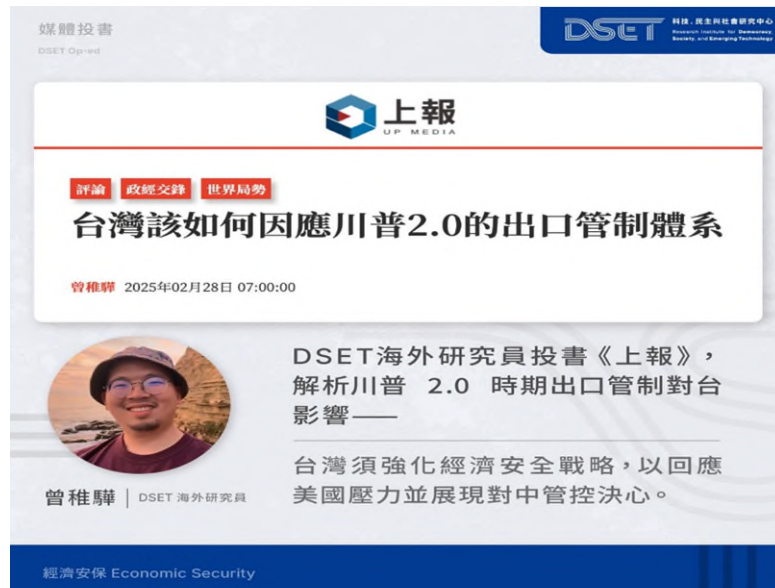 媒體投書
DSET Op-ed
DSET
科技．民主與社會研究中心
Research Institute for Democracy,
Society, and Emerging Technology
上報
UP MEDIA
評論 政經交鋒 世界局勢
台灣該如何因應川普2.0的出口管制體系
曾稚驊 2025年02月28日 07:00:00
DSET海外研究員投書《上報》，
解析川普 2.0 時期出口管制對台
影響——
台灣須強化經濟安全戰略，以回應
美國壓力並展現對中管控決心。
曾稚驊 | DSET 海外研究員
經濟安保 Economic Security